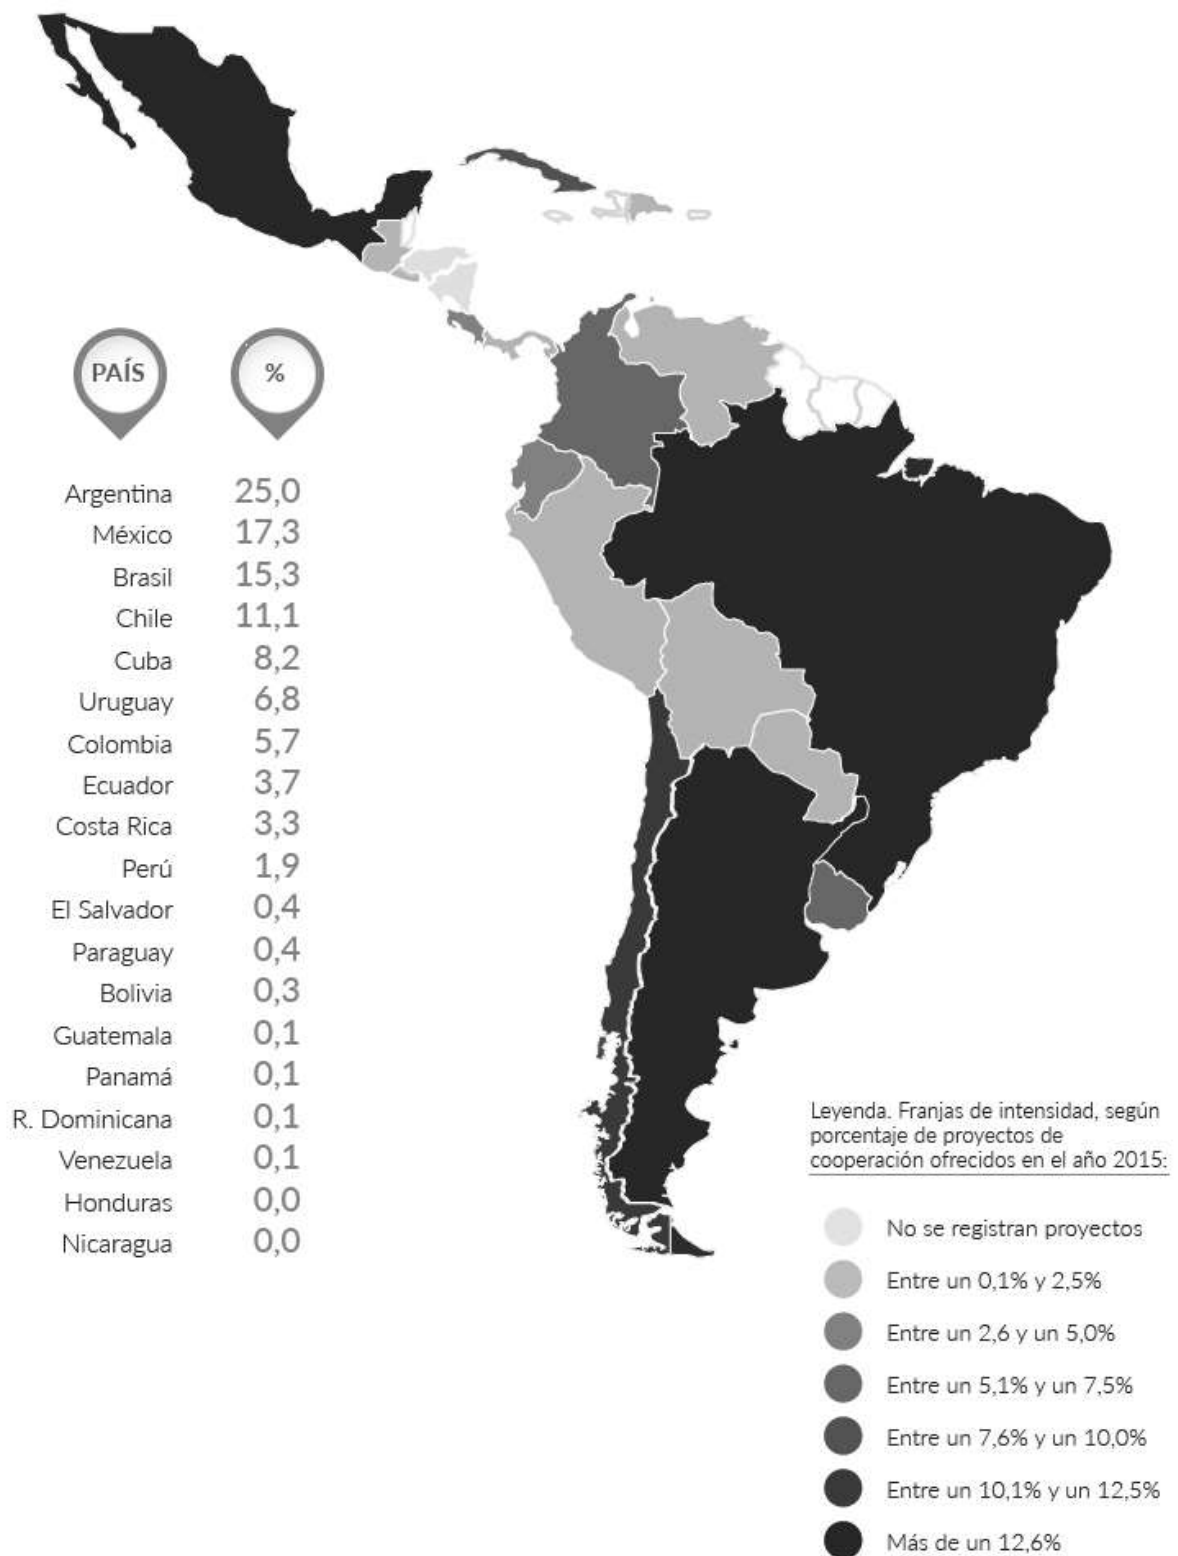 PAÍS %
Argentina 25,0
México 17,3
Brasil 15,3
Chile 11,1
Cuba 8,2
Uruguay 6,8
Colombia 5,7
Ecuador 3,7
Costa Rica 3,3
Perú 1,9
El Salvador 0,4
Paraguay 0,4
Bolivia 0,3
Guatemala 0,1
Panamá 0,1
R. Dominicana 0,1
Venezuela 0,1
Honduras 0,0
Nicaragua 0,0
Leyenda. Franjas de intensidad, según
porcentaje de proyectos de
cooperación ofrecidos en el año 2015:
No se registran proyectos
Entre un 0,1% y 2,5%
Entre un 2,6 y un 5,0%
Entre un 5,1% y un 7,5%
Entre un 7,6% y un 10,0%
Entre un 10,1% y un 12,5%
Más de un 12,6%